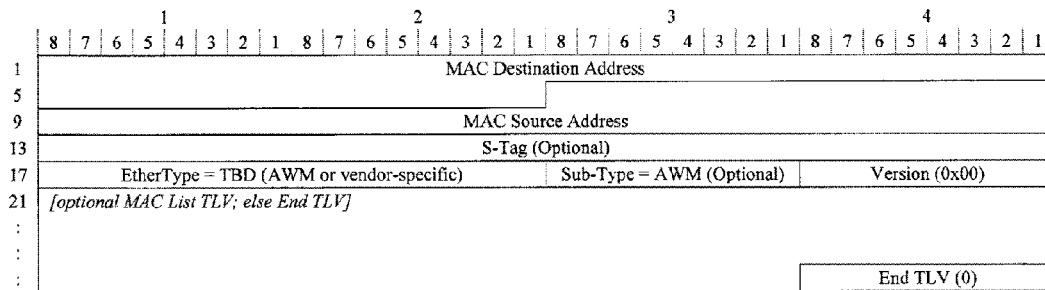 1 2 3 4
8 7 6 5 4 3 2 1 8 7 6 5 4 3 2 1 8 7 6 5 4 3 2 1 8 7 6 5 4 3 2 1
1 MAC Destination Address
5
9 MAC Source Address
13 S-Tag (Optional)
17 EtherType = TBD (AWM or vendor-specific) Sub-Type = AWM (Optional) Version (0x00)
21 [optional MAC List TLV; else End TLV]
:
:
: End TLV (0)